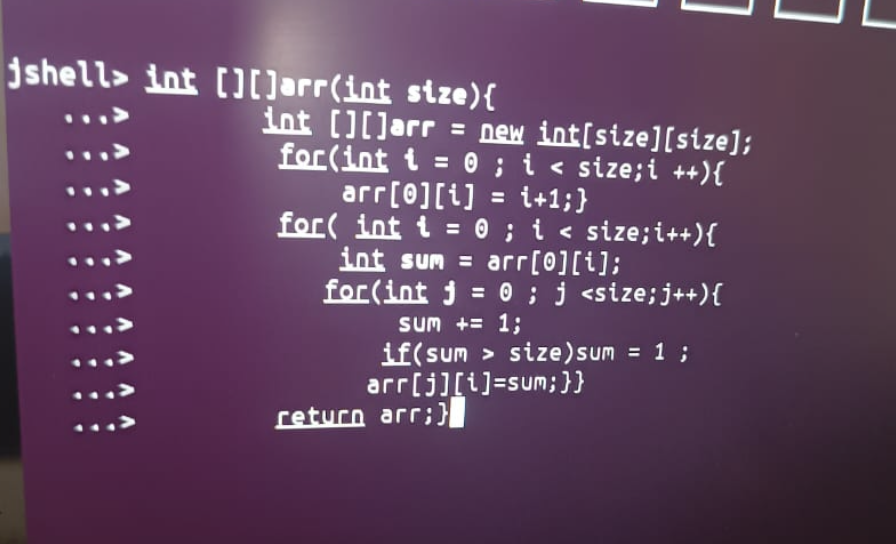 jshell> int [][]arr(int size){
...> int [][]arr = new int[size][size];
...> for(int i = 0 ; i < size;i ++){
...> arr[0][i] = i+1;}
...> for( int i = 0 ; i < size;i++){
...> int sum = arr[0][i];
...> for(int j = 0 ; j <size;j++){
...> sum += 1;
...> if(sum > size)sum = 1 ;
...> arr[j][i]=sum;}}
...> return arr;}